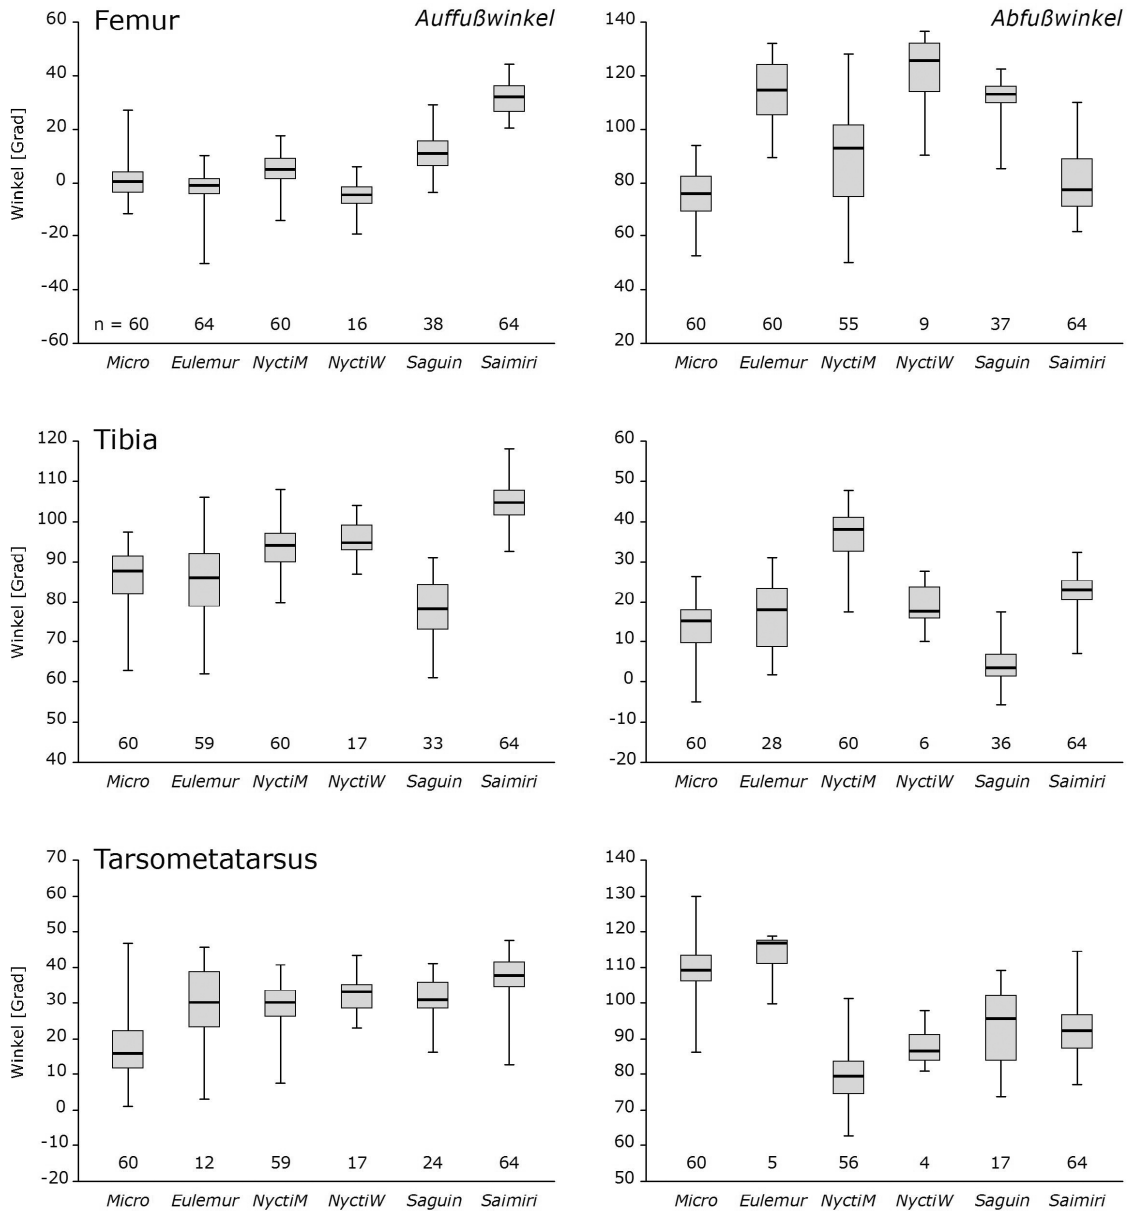 Femur
Auffußwinkel
Abfußwinkel
60
40
20
0
-20
-40
-60
Winkel [Grad]
n = 60 64 60 16 38 64
Micro Eulemur NyctiM NyctiW Saguin Saimiri
140
120
100
80
60
40
20
60 60 55 9 37 64
Micro Eulemur NyctiM NyctiW Saguin Saimiri
Tibia
120
110
100
90
80
70
60
50
40
Winkel [Grad]
60 59 60 17 33 64
Micro Eulemur NyctiM NyctiW Saguin Saimiri
60
50
40
30
20
10
0
-10
-20
60 28 60 6 36 64
Micro Eulemur NyctiM NyctiW Saguin Saimiri
Tarsometatarsus
70
60
50
40
30
20
10
0
-10
-20
Winkel [Grad]
60 12 59 17 24 64
Micro Eulemur NyctiM NyctiW Saguin Saimiri
140
130
120
110
100
90
80
70
60
50
60 5 56 4 17 64
Micro Eulemur NyctiM NyctiW Saguin Saimiri